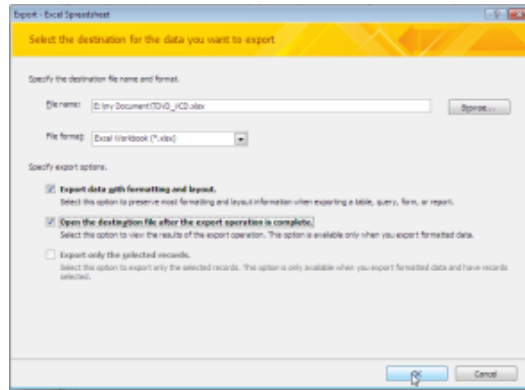 Export - Excel Spreadsheet
Select the destination for the data you want to export
Specify the destination file name and format.
File name: E:\my Document\TDVD_VCD.xlsx Browse...
File format: Excel Workbook (*.xlsx)
Specify export options.
Export data with formatting and layout.
Select this option to preserve most formatting and layout information when exporting a table, query, form, or report.
Open the destination file after the export operation is complete.
Select this option to view the results of the export operation. This option is available only when you export formatted data.
Export only the selected records.
Select this option to export only the selected records. This option is only available when you export formatted data and have records
selected.
OK Cancel